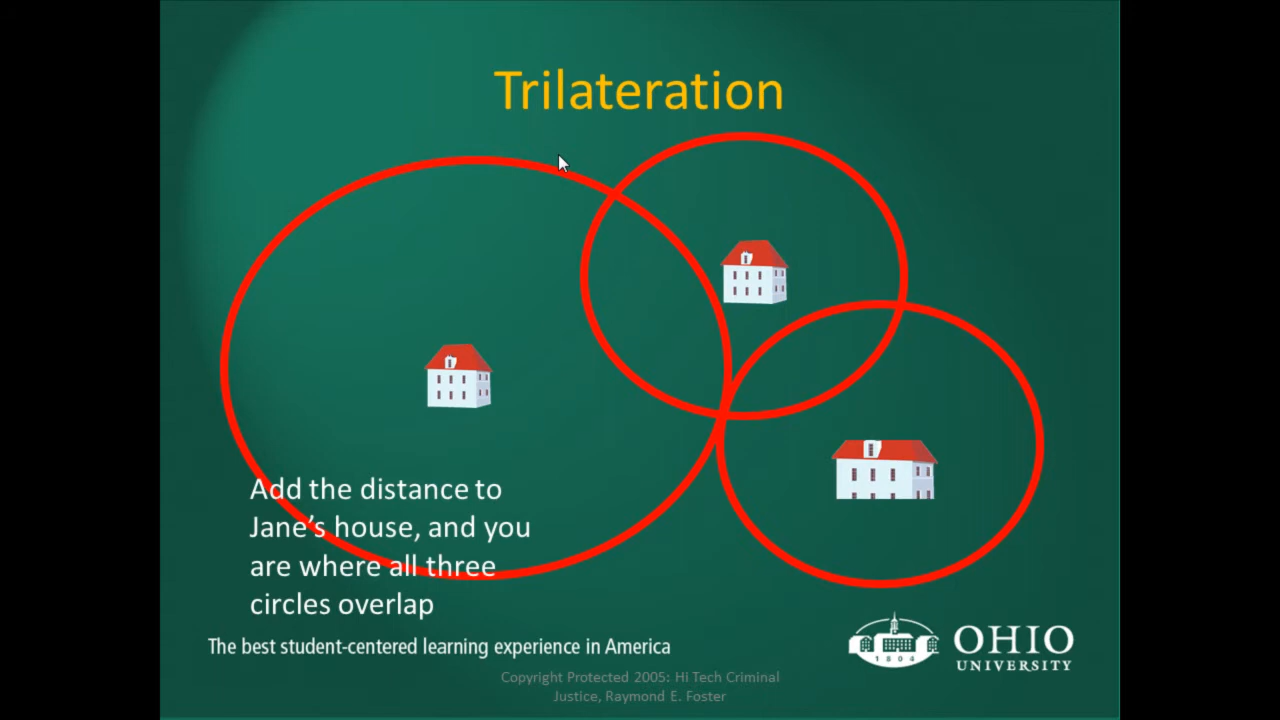 Trilateration
Add the distance to
Jane's house, and you
are where all three
circles overlap
The best student-centered learning experience in America
1804
OHIO
UNIVERSITY
Copyright Protected 2005: Hi Tech Criminal
Justice, Raymond E. Foster